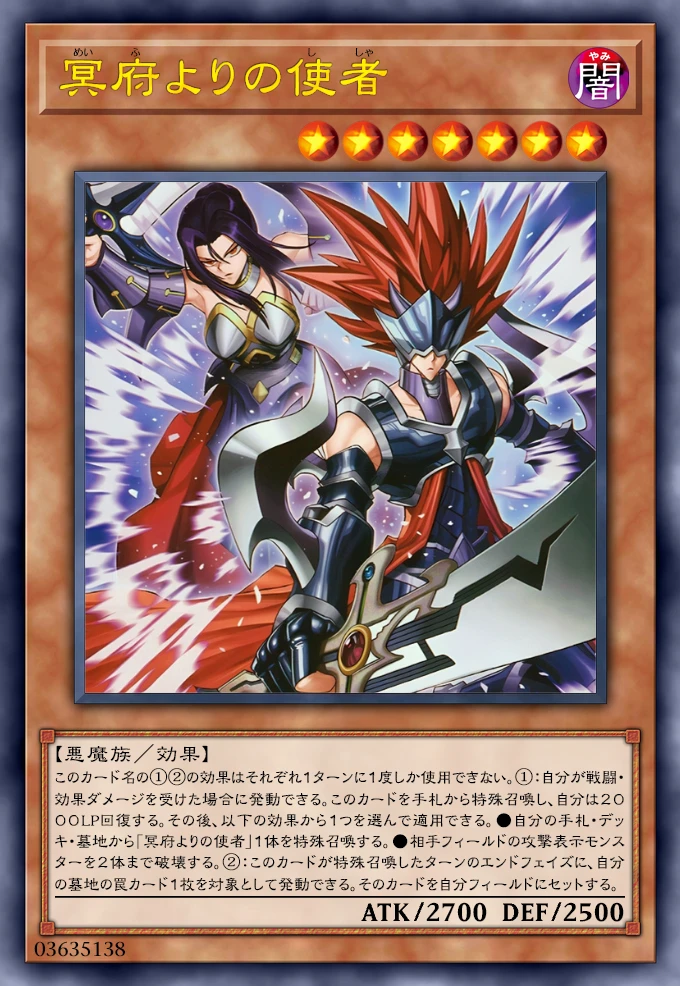 めい ふ し しゃ
冥府よりの使者
やみ
闇
【悪魔族／効果】
このカード名の①②の効果はそれぞれ1ターンに1度しか使用できない。①：自分が戦闘・
効果ダメージを受けた場合に発動できる。このカードを手札から特殊召喚し、自分は２０
００LP回復する。その後、以下の効果から１つを選んで適用できる。●自分の手札・デッ
キ・墓地から「冥府よりの使者」１体を特殊召喚する。●相手フィールドの攻撃表示モンス
ターを２体まで破壊する。②：このカードが特殊召喚したターンのエンドフェイズに、自分
の墓地の罠カード１枚を対象として発動できる。そのカードを自分フィールドにセットする。
ATK/2700 DEF/2500
03635138